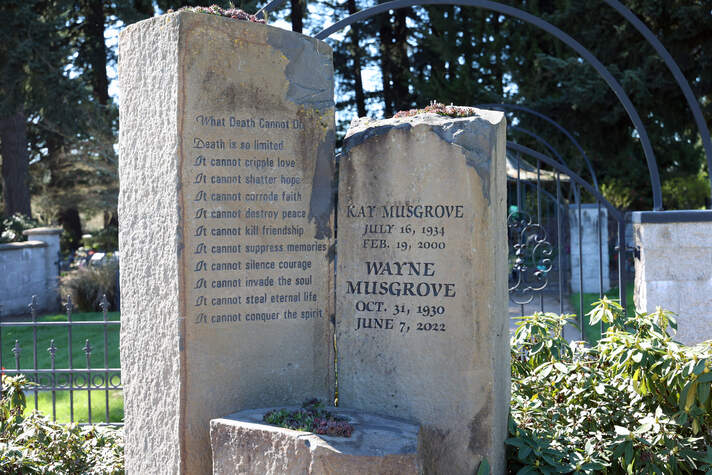 What Death Cannot Do
Death is so limited
It cannot cripple love
It cannot shatter hope
It cannot corrode faith
It cannot destroy peace
It cannot kill friendship
It cannot suppress memories
It cannot silence courage
It cannot invade the soul
It cannot steal eternal life
It cannot conquer the spirit
KAY MUSGROVE
JULY 16, 1934
FEB. 19, 2000
WAYNE
MUSGROVE
OCT. 31, 1930
JUNE 7, 2022